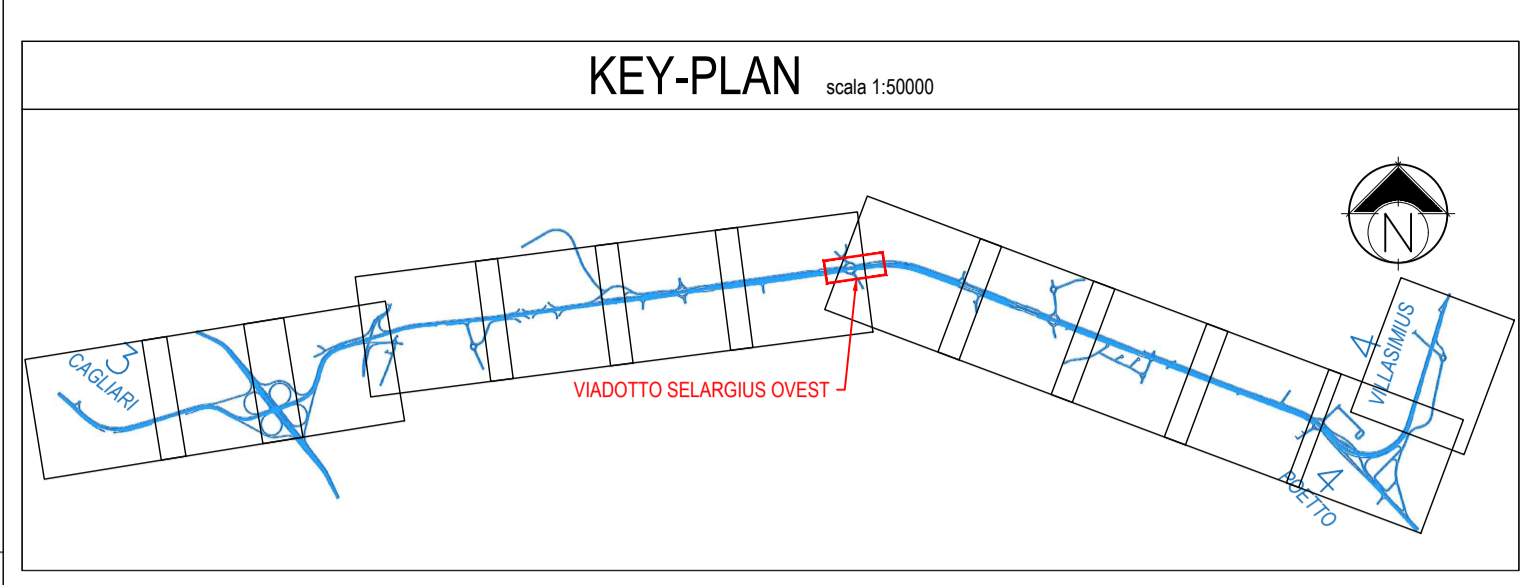 KEY-PLAN scala 1:50000
N
3
CAGLIARI
VIADOTTO SELARGIUS OVEST
4
VILLASIMIUS
4
POETTO